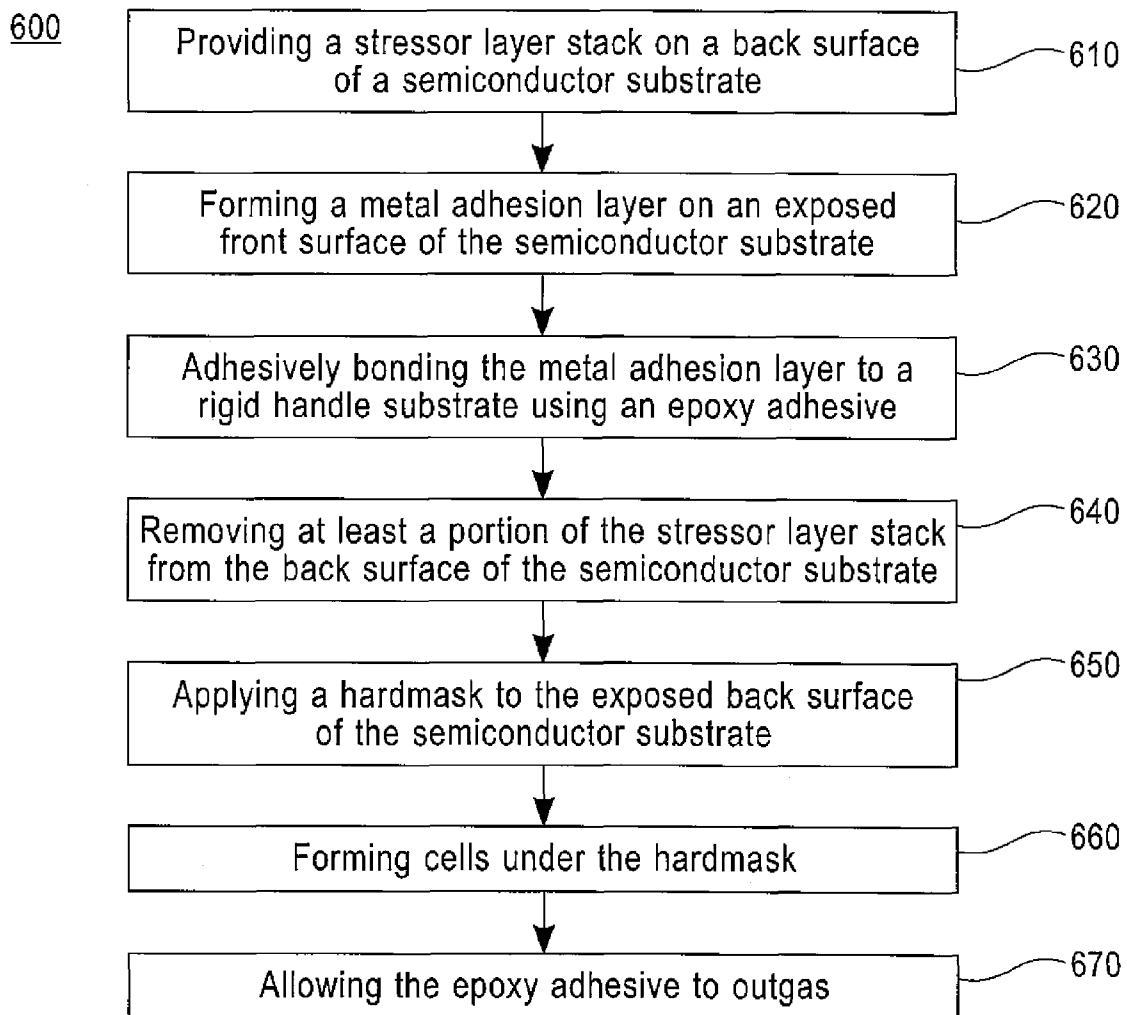 600
Providing a stressor layer stack on a back surface
of a semiconductor substrate
610
Forming a metal adhesion layer on an exposed
front surface of the semiconductor substrate
620
Adhesively bonding the metal adhesion layer to a
rigid handle substrate using an epoxy adhesive
630
Removing at least a portion of the stressor layer stack
from the back surface of the semiconductor substrate
640
Applying a hardmask to the exposed back surface
of the semiconductor substrate
650
Forming cells under the hardmask
660
Allowing the epoxy adhesive to outgas
670